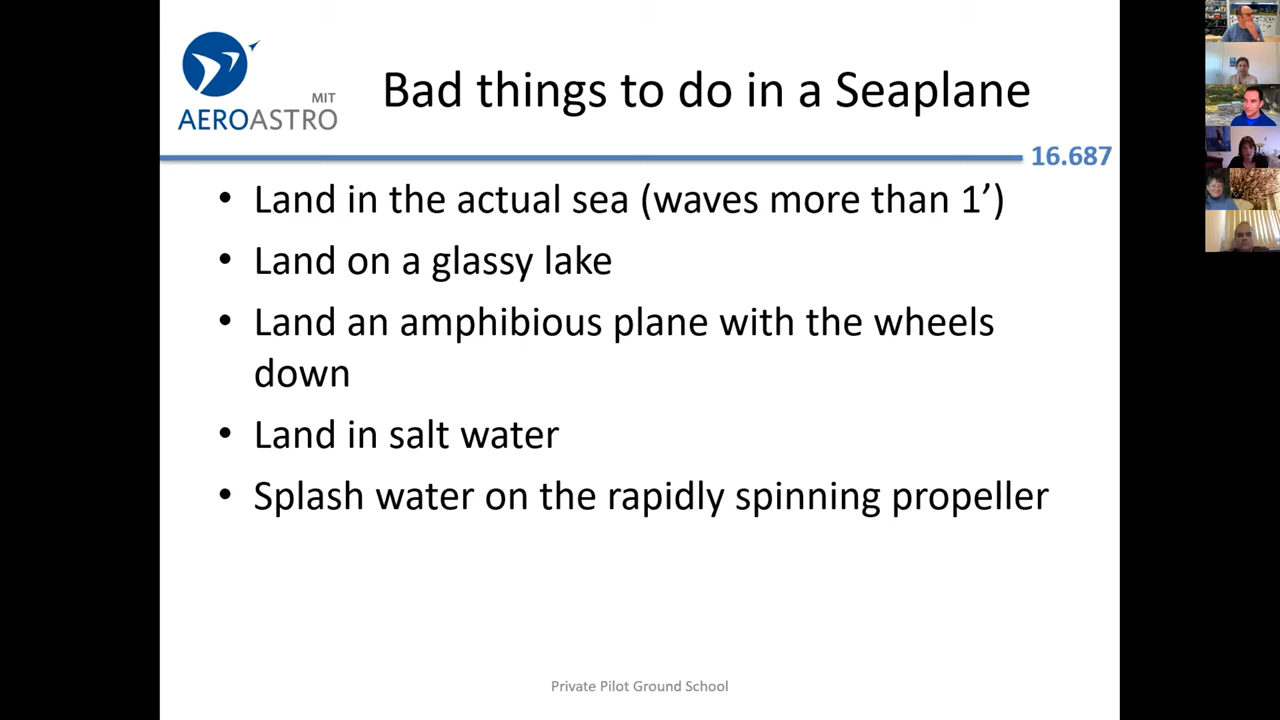 MIT
AEROASTRO
Bad things to do in a Seaplane
16.687
• Land in the actual sea (waves more than 1’)
• Land on a glassy lake
• Land an amphibious plane with the wheels
down
• Land in salt water
• Splash water on the rapidly spinning propeller
Private Pilot Ground School